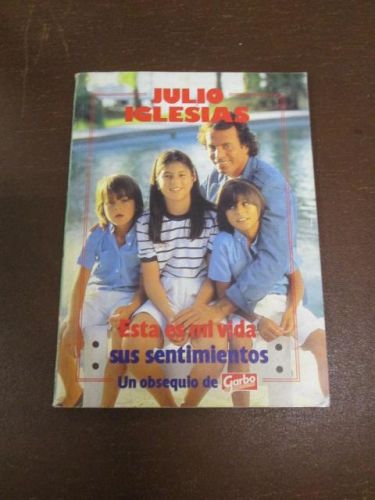 JULIO
IGLESIAS
Esta es mi vida
sus sentimientos
Un obsequio de Garbo